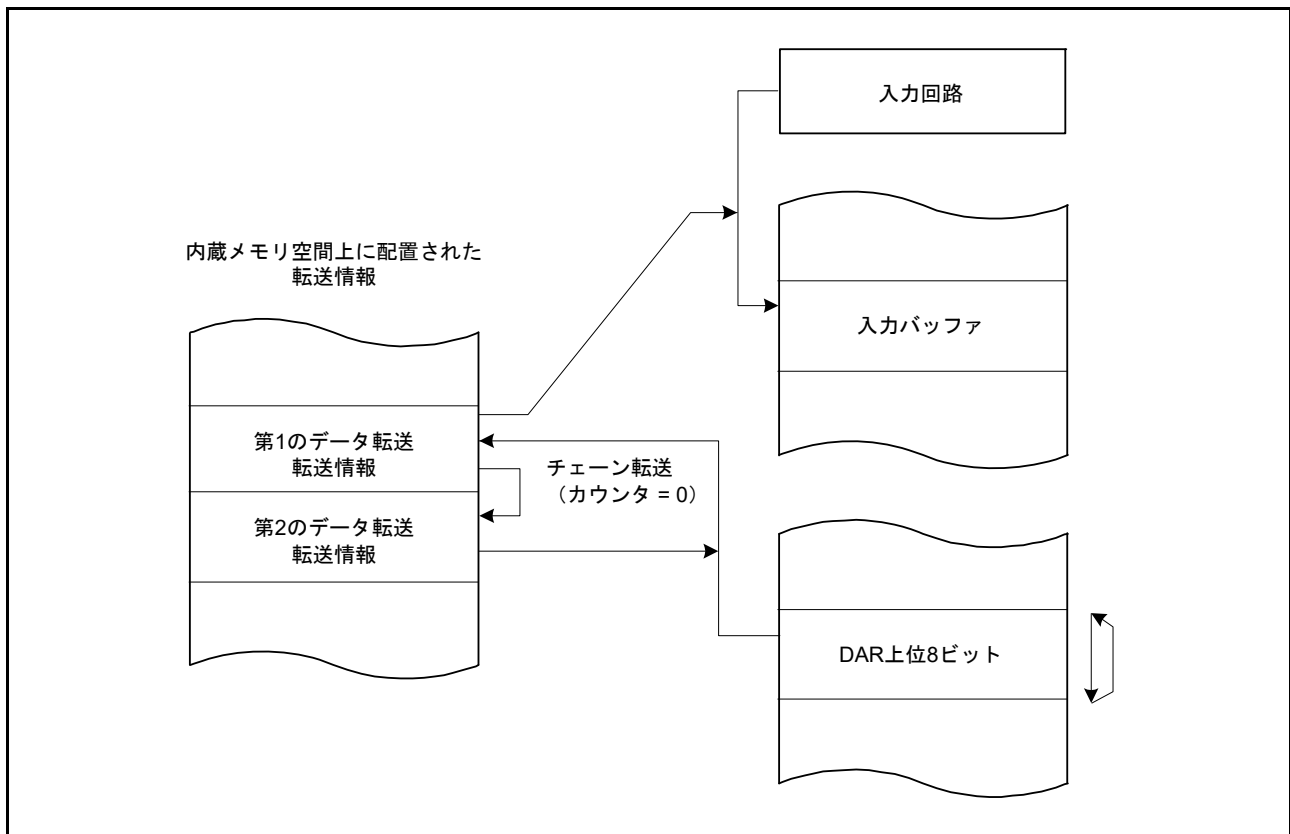 入力回路
内蔵メモリ空間上に配置された
転送情報
入力バッファ
第1のデータ転送
転送情報
チェーン転送
（カウンタ = 0）
第2のデータ転送
転送情報
DAR上位8ビット